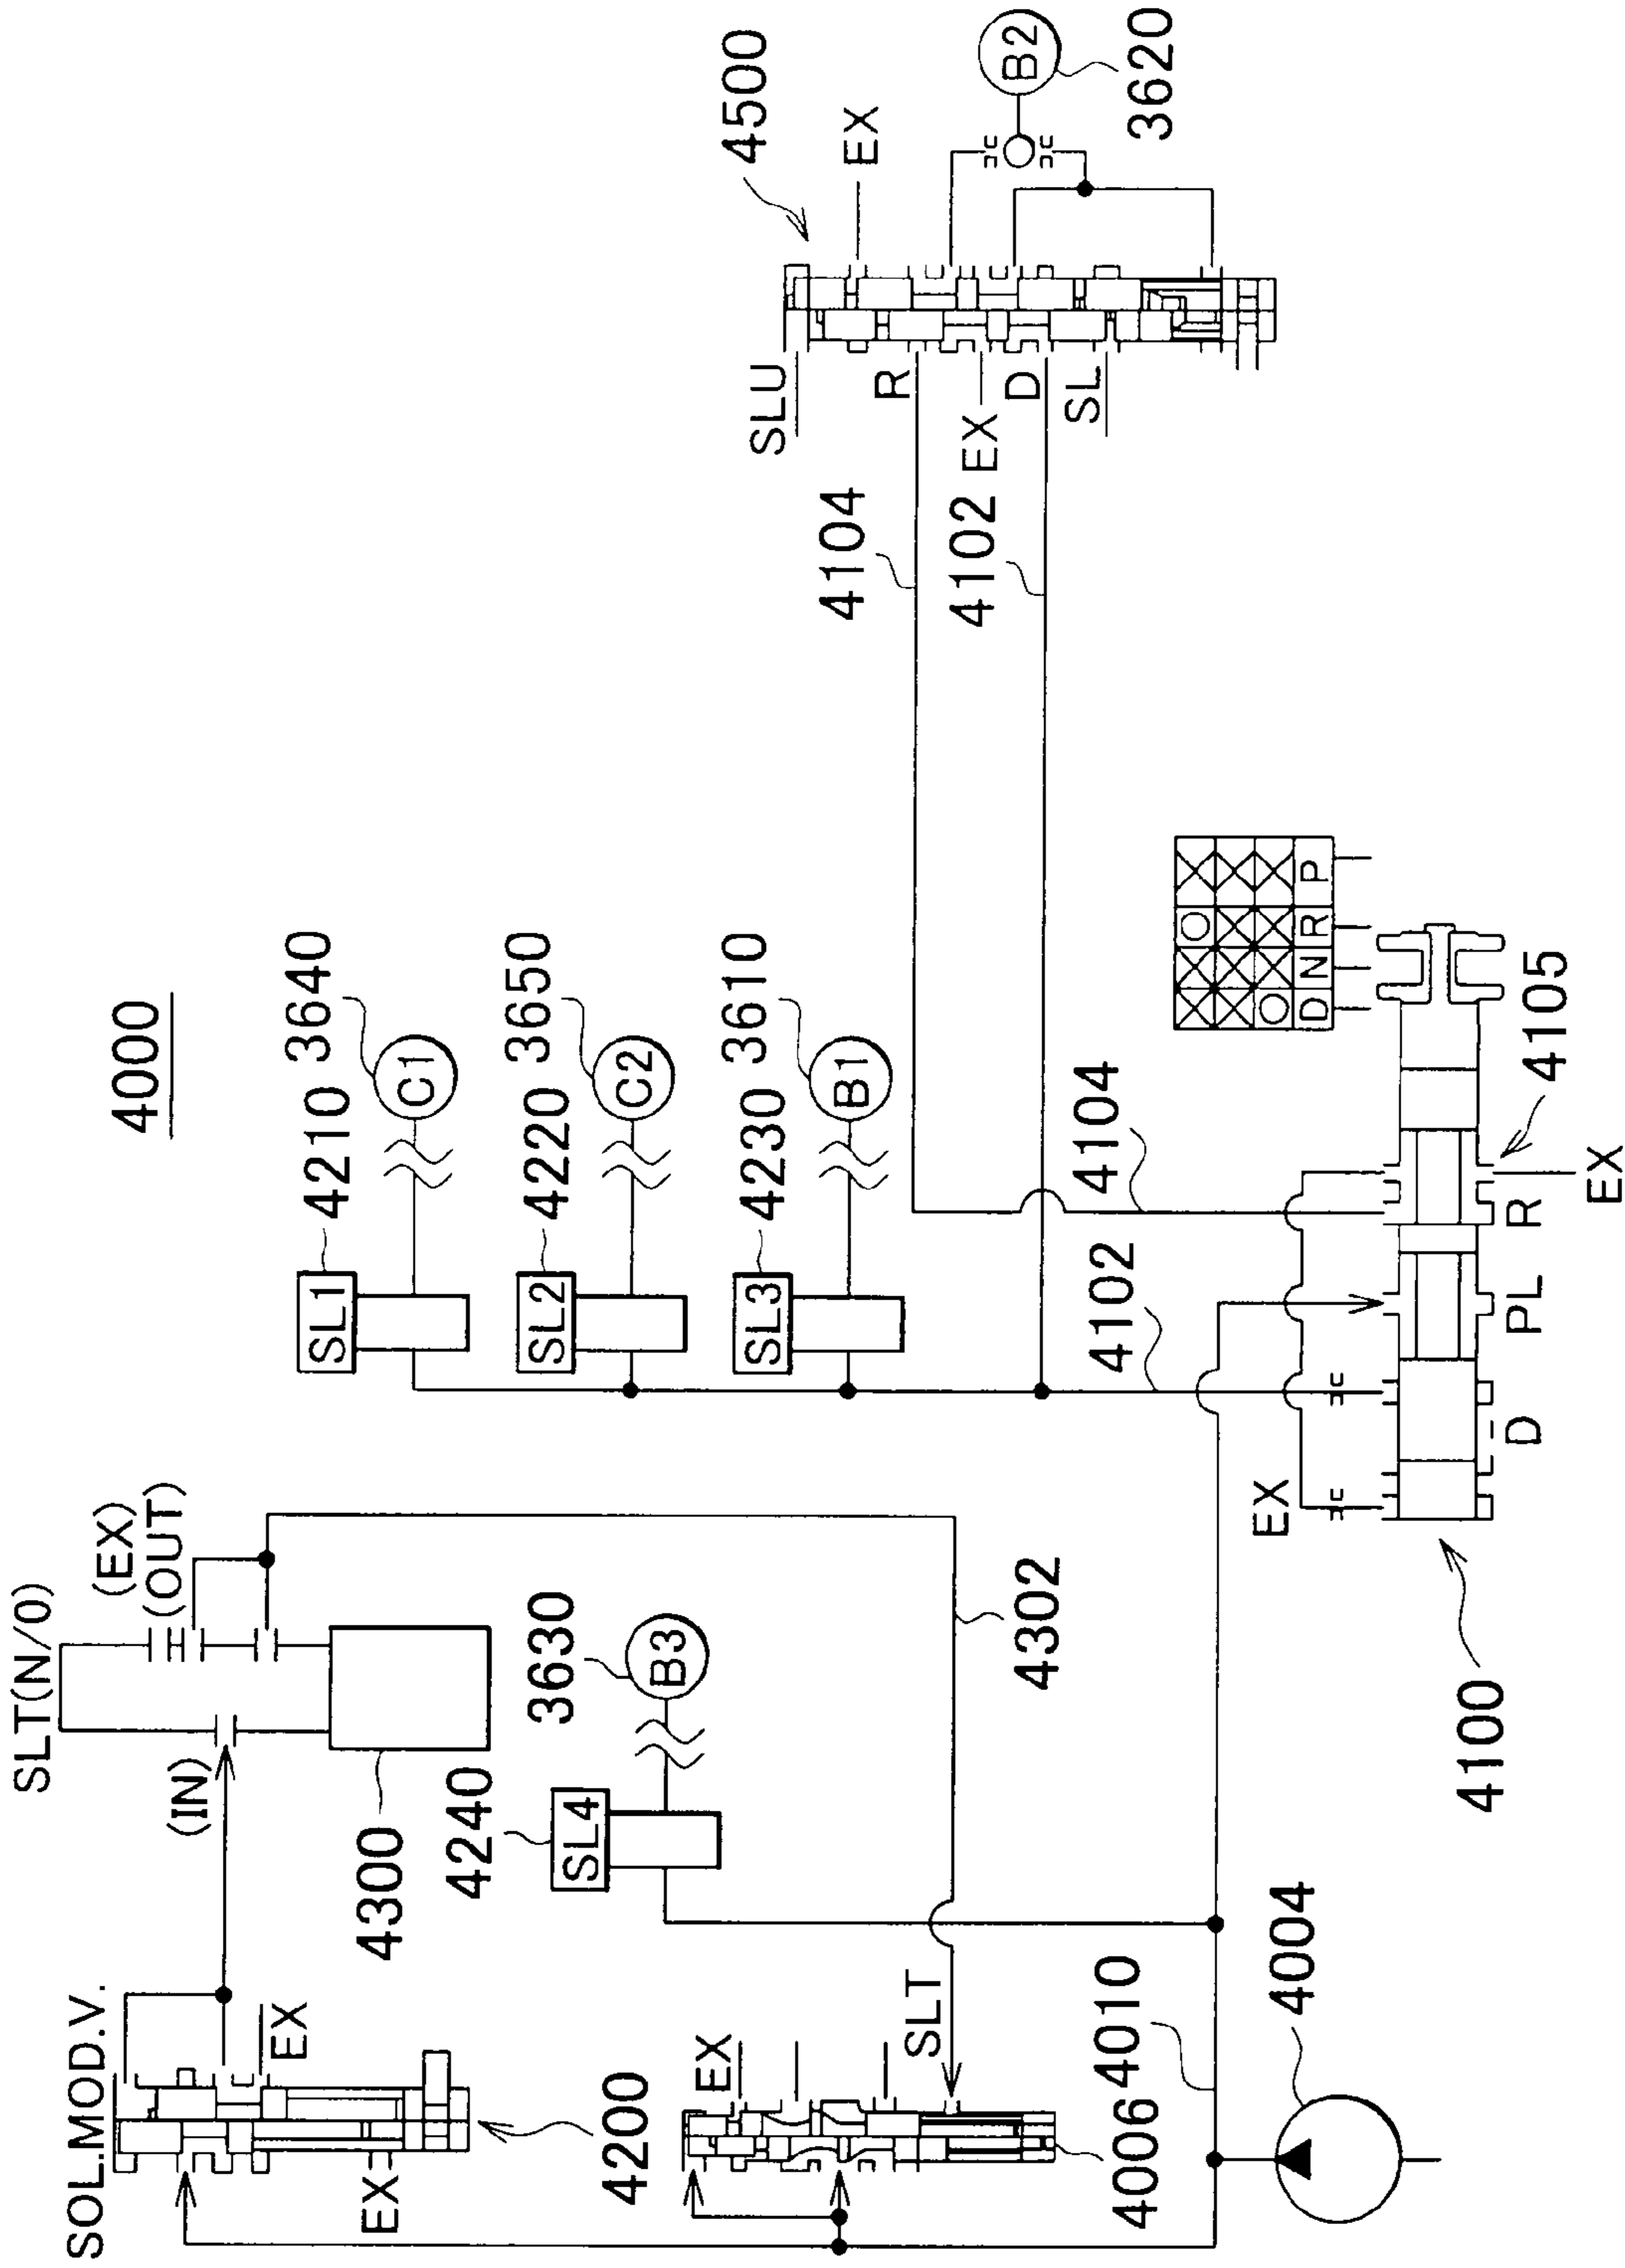 4000
SOL.MOD.V.
EX
EX
4200
SLT(N/O)
(IN)
(EX)
(OUT)
4300
SL1
4210
C1
3640
SL2
4220
C2
3650
SL3
4230
B1
3610
SL4
4240
B3
3630
4302
EX
SLT
4006
4010
4004
4102
4104
4104
4102
SLU
R
EX
D
SL
EX
4500
B2
3620
D N R P
EX
D
PL
R
EX
4105
4100